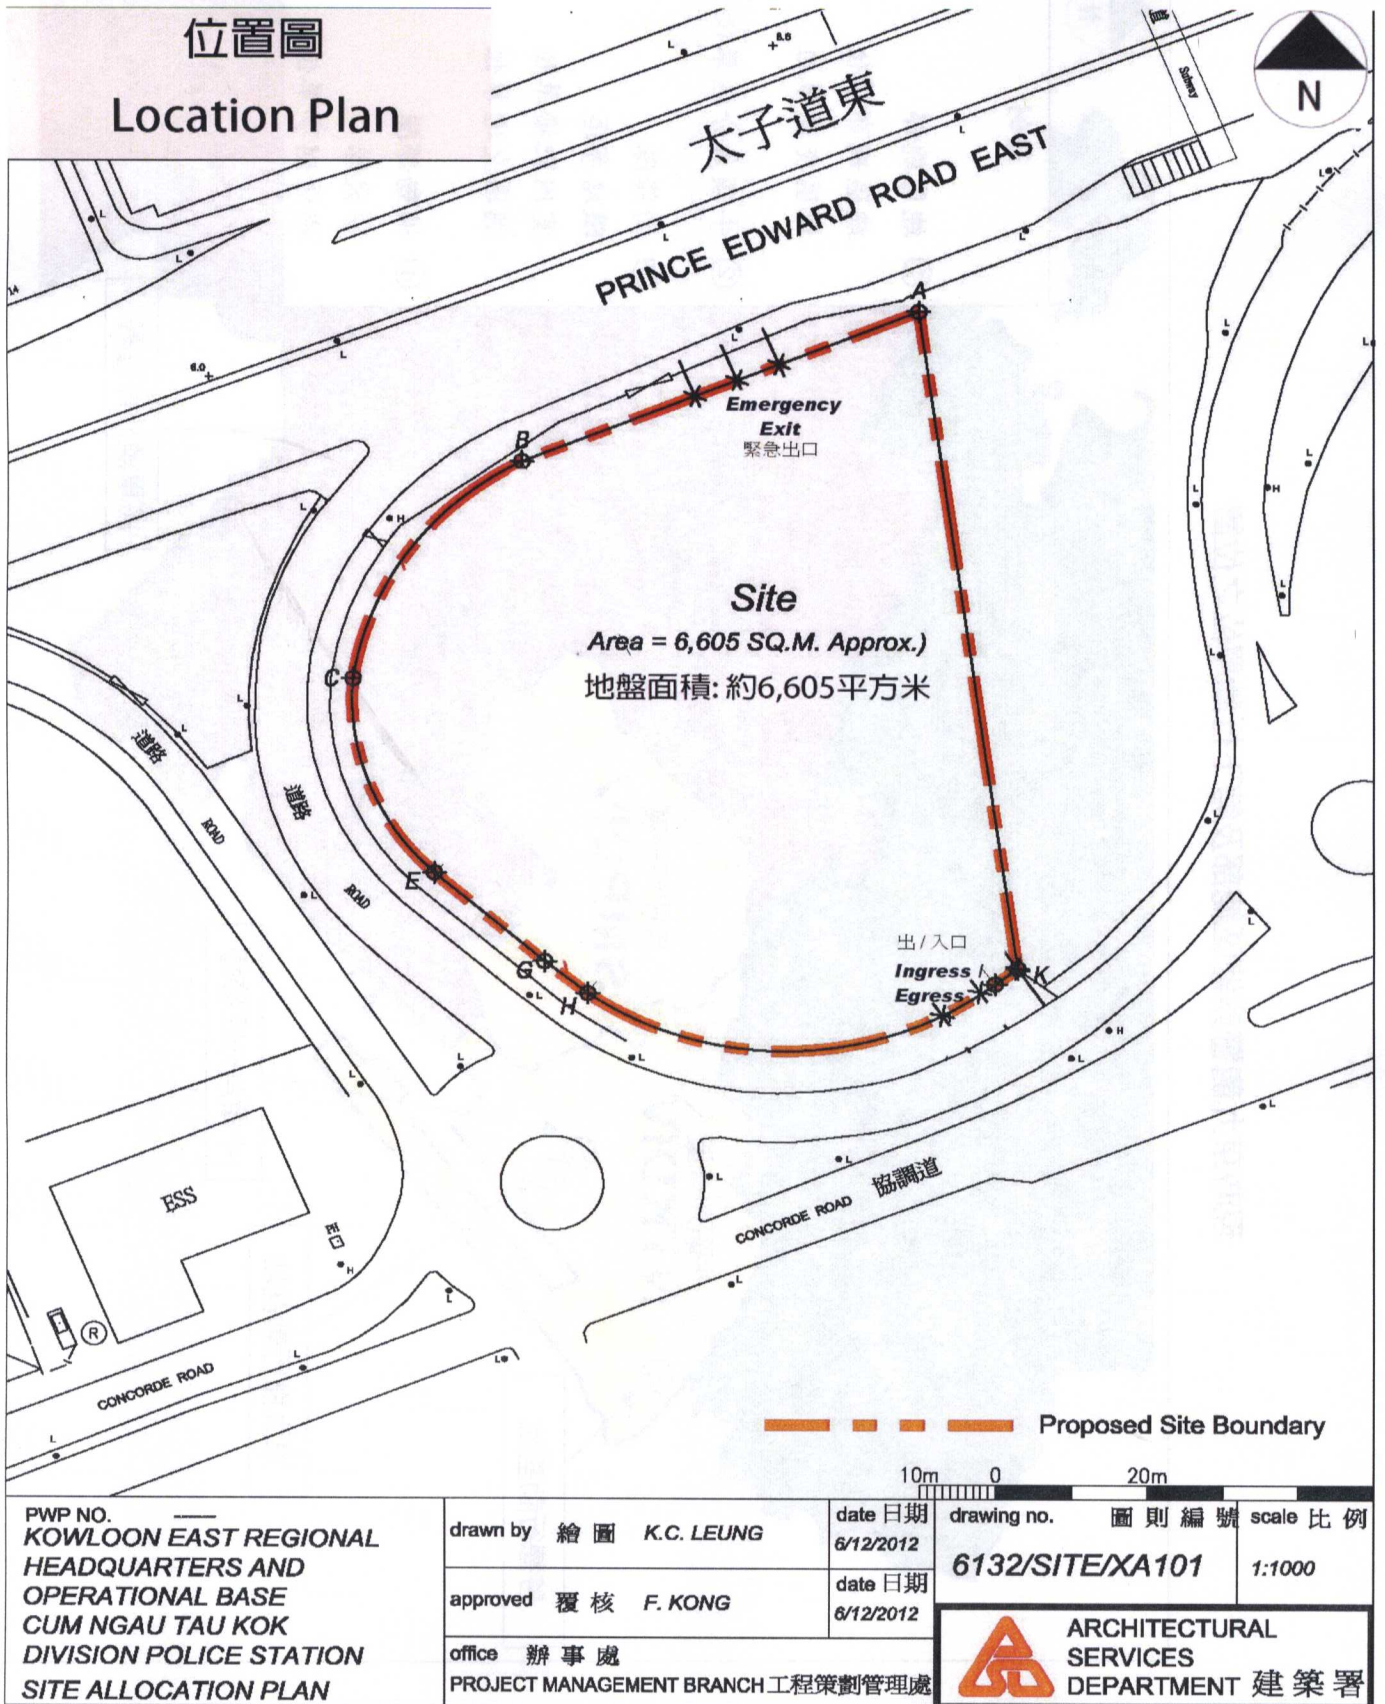 位置圖
Location Plan
N
Subway
太子道東
PRINCE EDWARD ROAD EAST
8.8
6.0
A
B
C
E
G
H
K
Emergency
Exit
緊急出口
Site
Area = 6,605 SQ.M. Approx.)
地盤面積: 約6,605平方米
出/入口
Ingress /
Egress
道路
ROAD
道路
ROAD
ESS
R
CONCORDE ROAD
CONCORDE ROAD 協調道
Proposed Site Boundary
10m 0 20m
PWP NO.
KOWLOON EAST REGIONAL
HEADQUARTERS AND
OPERATIONAL BASE
CUM NGAU TAU KOK
DIVISION POLICE STATION
SITE ALLOCATION PLAN
drawn by 繪圖 K.C. LEUNG
date 日期
6/12/2012
approved 覆核 F. KONG
date 日期
6/12/2012
office 辦事處
PROJECT MANAGEMENT BRANCH 工程策劃管理處
drawing no. 圖則編號
6132/SITE/XA101
scale 比例
1:1000
ARCHITECTURAL
SERVICES
DEPARTMENT 建築署